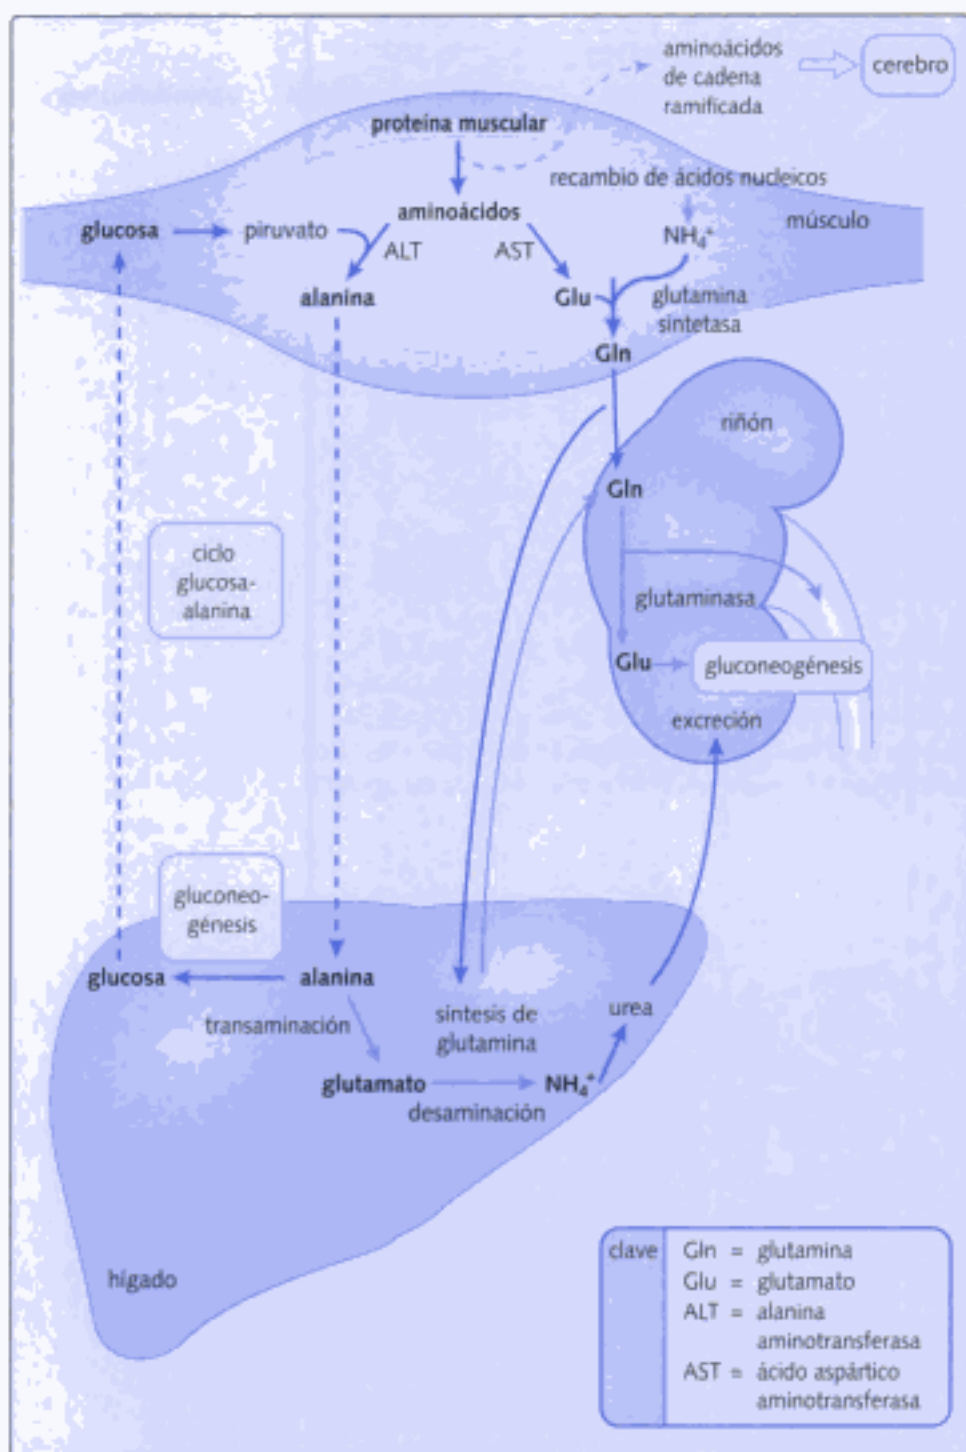 aminoácidos
de cadena
ramificada
cerebro
proteína muscular
recambio de ácidos nucleicos
aminoácidos
músculo
glucosa
piruvato
ALT
AST
NH₄⁺
alanina
Glu
glutamina
sintetasa
Gln
riñón
Gln
ciclo
glucosa-
alanina
glutaminasa
Glu
gluconeogénesis
excreción
gluconeo-
génesis
glucosa
alanina
transaminación
síntesis de
glutamina
urea
glutamato
NH₄⁺
desaminación
hígado
clave
Gln = glutamina
Glu = glutamato
ALT = alanina
aminotransferasa
AST = ácido aspártico
aminotransferasa